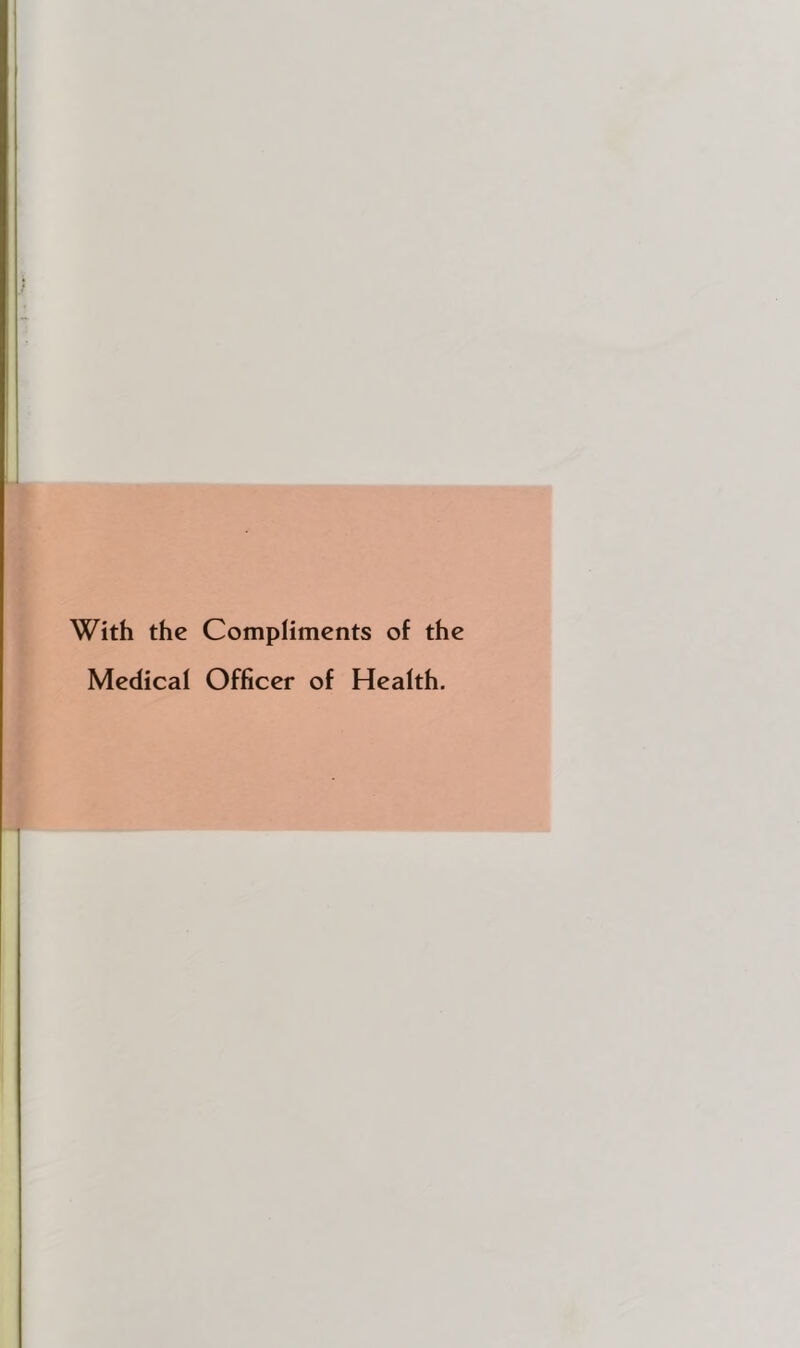 With the Compliments of the
Medical Officer of Health.